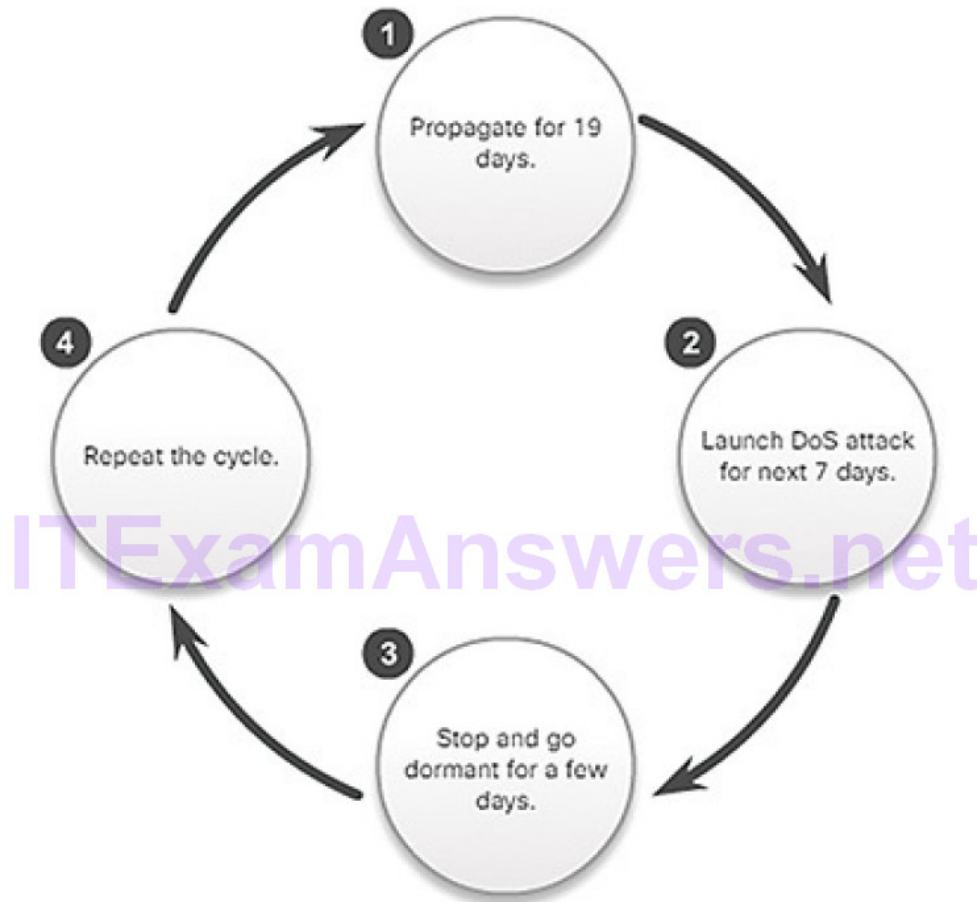 1
Propagate for 19
days.
2
Launch DoS attack
for next 7 days.
3
Stop and go
dormant for a few
days.
4
Repeat the cycle.
ITExamAnswers.net